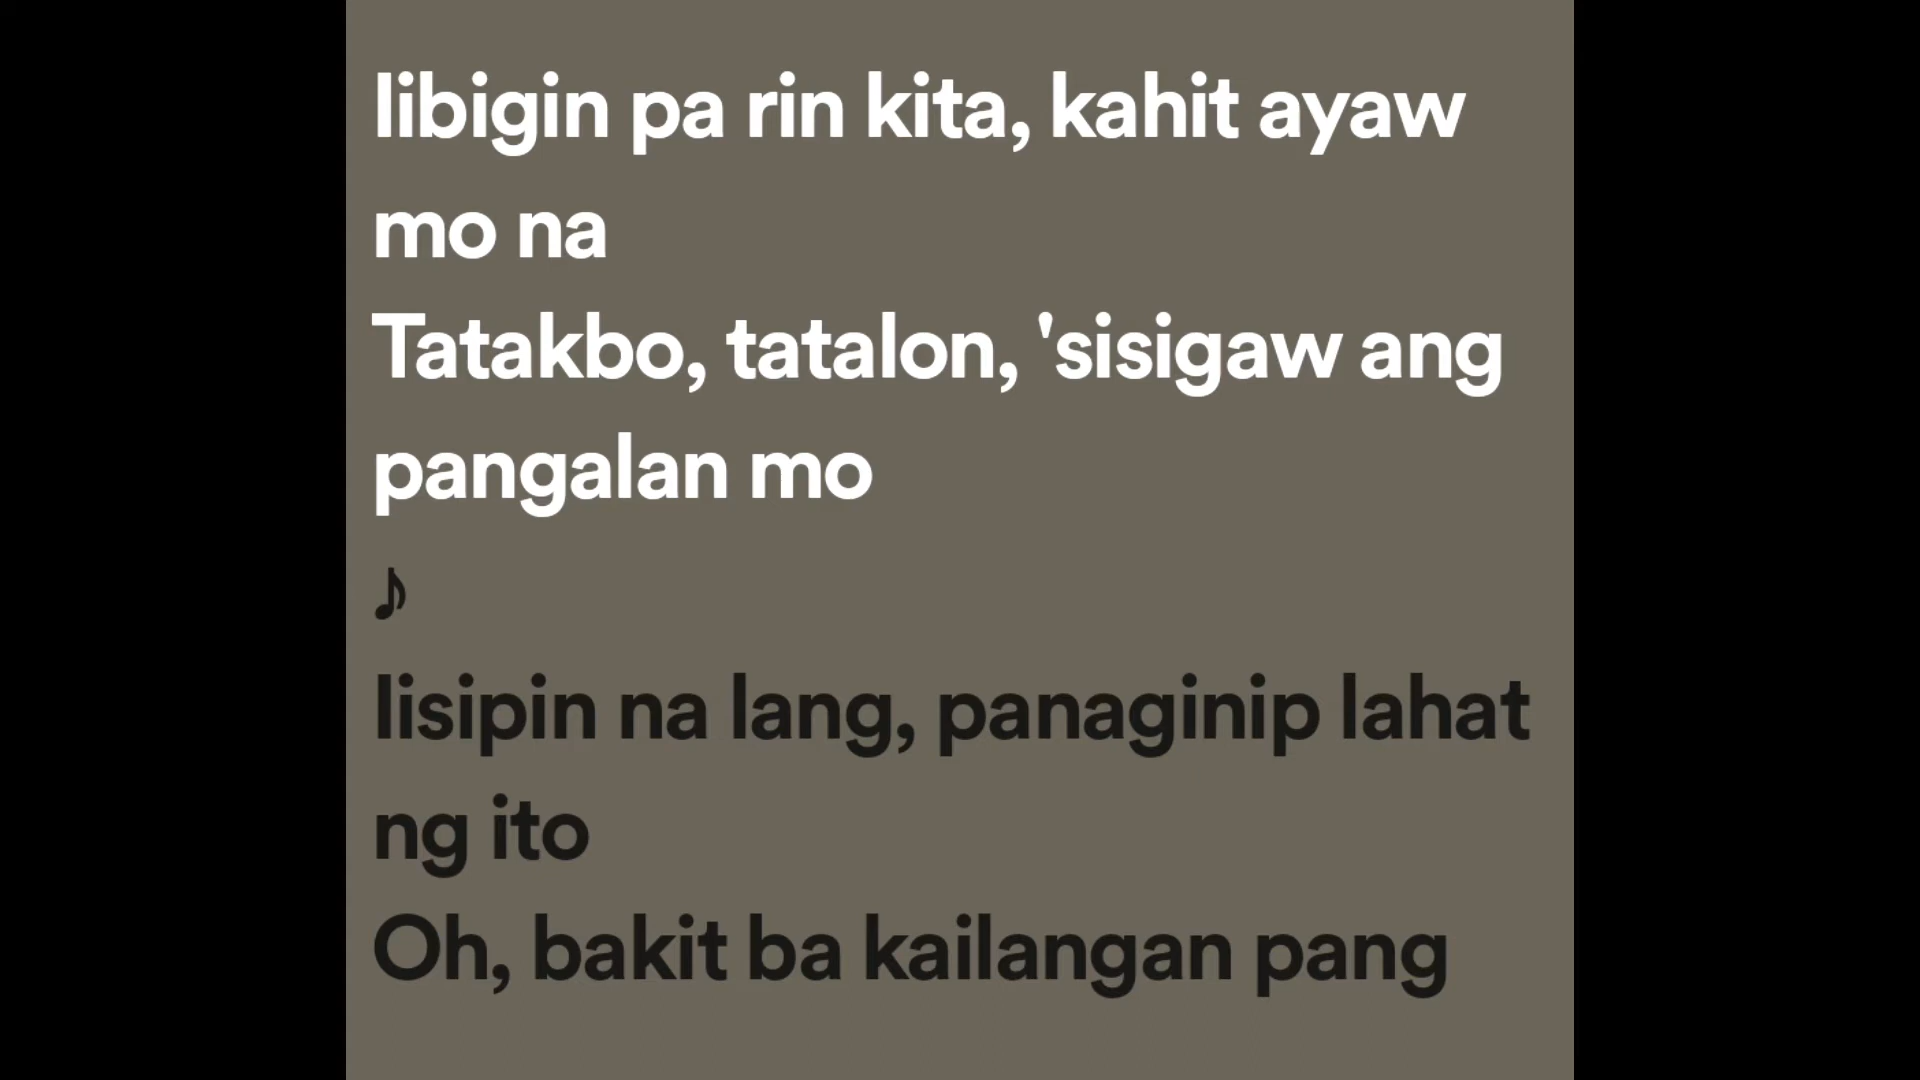 Iibigin pa rin kita, kahit ayaw
mo na
Tatakbo, tatalon, 'sisigaw ang
pangalan mo
♪
Iisipin na lang, panaginip lahat
ng ito
Oh, bakit ba kailangan pang